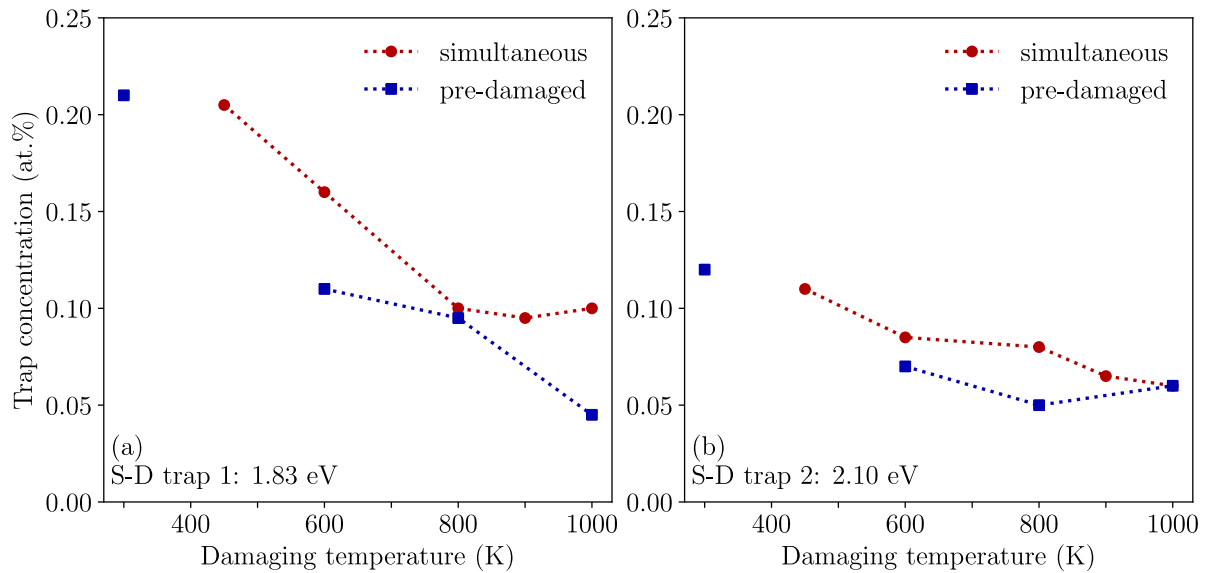 0.25
0.20
0.15
0.10
0.05
0.00
Trap concentration (at.%)
simultaneous
pre-damaged
(a)
S-D trap 1: 1.83 eV
400 600 800 1000
Damaging temperature (K)
0.25
0.20
0.15
0.10
0.05
0.00
simultaneous
pre-damaged
(b)
S-D trap 2: 2.10 eV
400 600 800 1000
Damaging temperature (K)